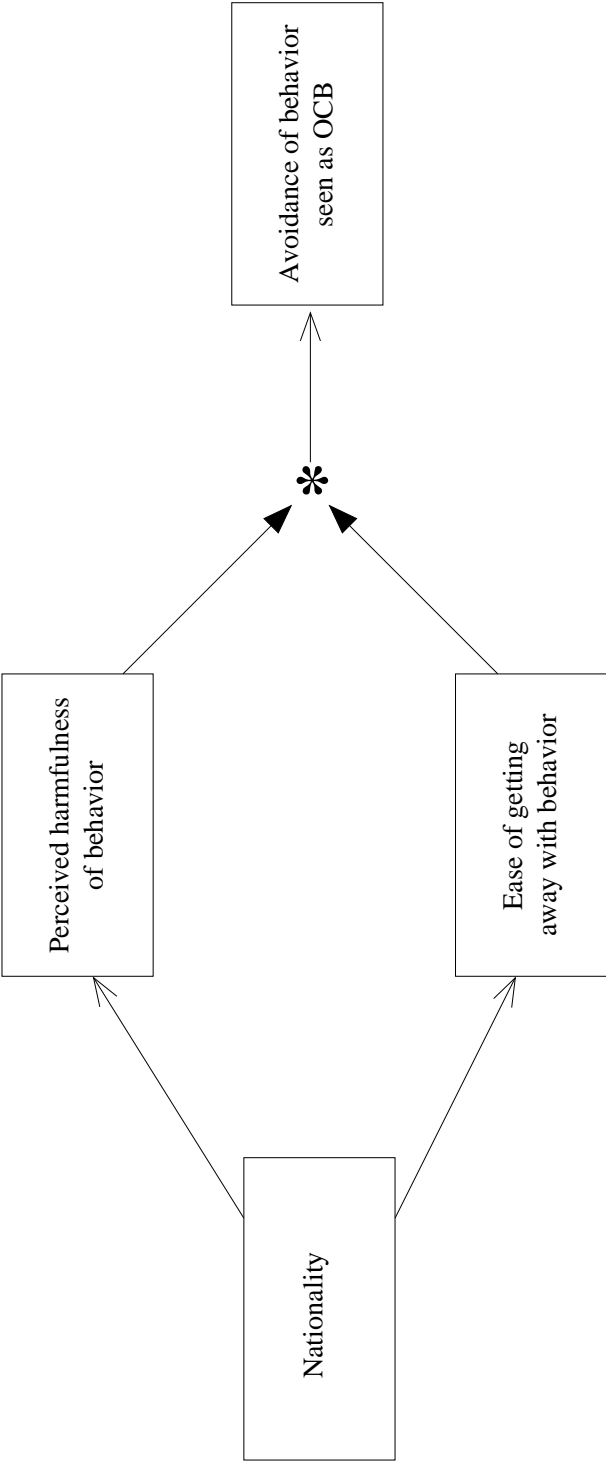 Nationality
Perceived harmfulness
of behavior
Ease of getting
away with behavior
*
Avoidance of behavior
seen as OCB